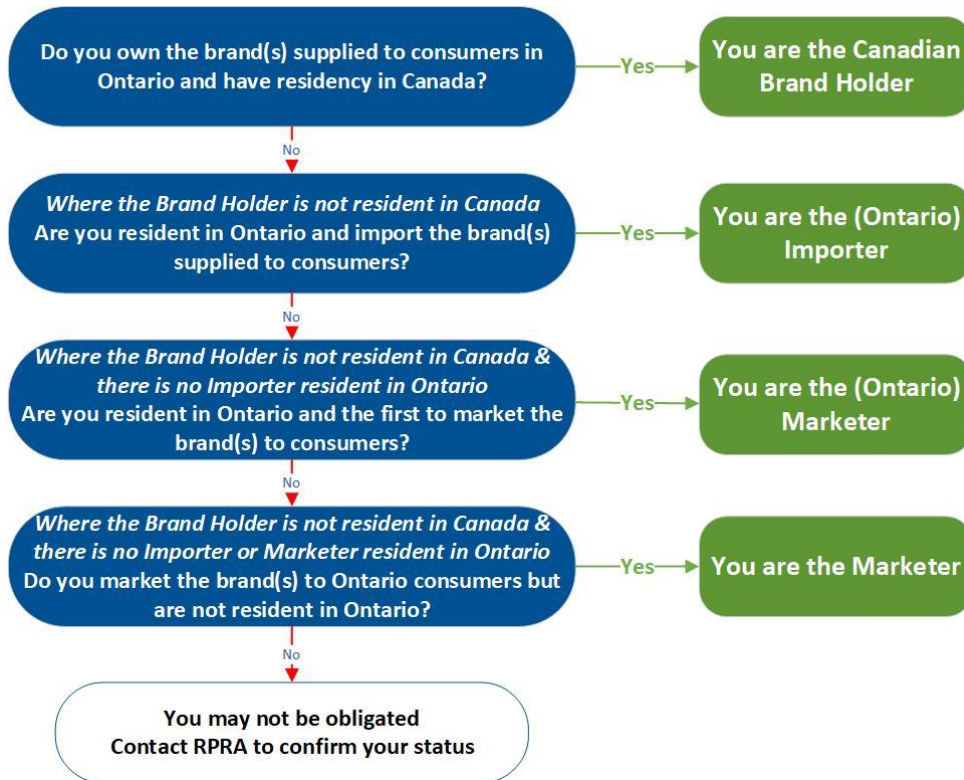 Do you own the brand(s) supplied to consumers in
Ontario and have residency in Canada?
Yes
You are the Canadian
Brand Holder
No
Where the Brand Holder is not resident in Canada
Are you resident in Ontario and import the brand(s)
supplied to consumers?
Yes
You are the (Ontario)
Importer
No
Where the Brand Holder is not resident in Canada &
there is no Importer resident in Ontario
Are you resident in Ontario and the first to market the
brand(s) to consumers?
Yes
You are the (Ontario)
Marketer
No
Where the Brand Holder is not resident in Canada &
there is no Importer or Marketer resident in Ontario
Do you market the brand(s) to Ontario consumers but
are not resident in Ontario?
Yes
You are the Marketer
No
You may not be obligated
Contact RPRA to confirm your status